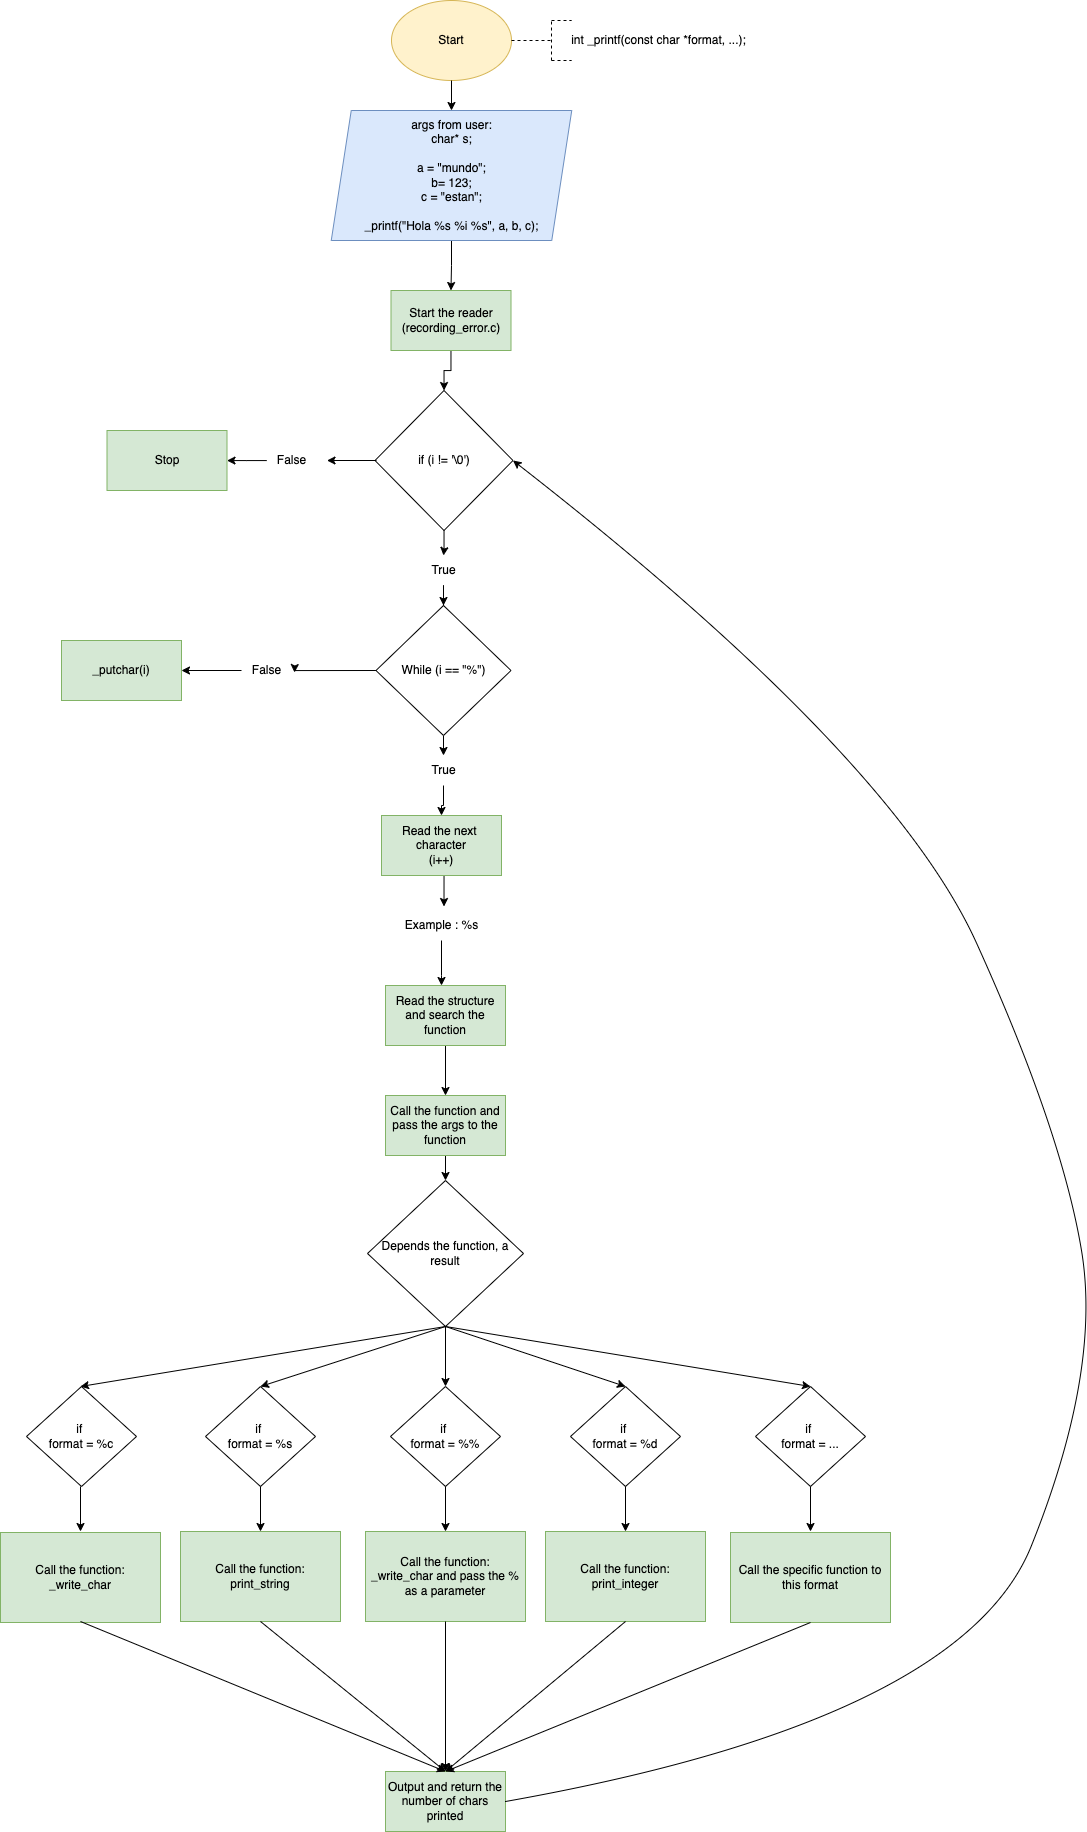 Start
int _printf(const char *format, ...);
args from user:
char* s;
a = "mundo";
b= 123;
c = "estan";
_printf("Hola %s %i %s", a, b, c);
Start the reader
(recording_error.c)
if (i != '\0')
False
Stop
True
While (i == "%")
False
_putchar(i)
True
Read the next
character
(i++)
Example : %s
Read the structure
and search the
function
Call the function and
pass the args to the
function
Depends the function, a
result
if
format = %c
if
format = %s
if
format = %%
if
format = %d
if
format = ...
Call the function:
_write_char
Call the function:
print_string
Call the function:
_write_char and pass the %
as a parameter
Call the function:
print_integer
Call the specific function to
this format
Output and return the
number of chars
printed